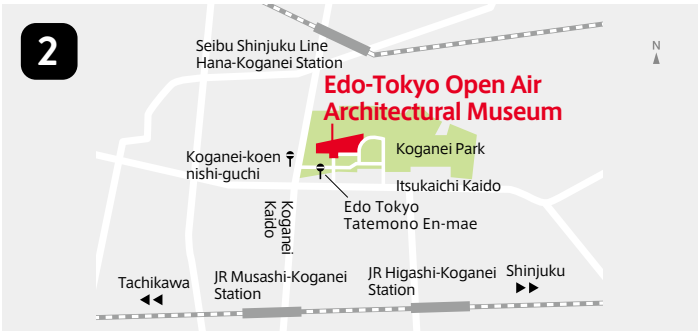 2
Seibu Shinjuku Line
Hana-Koganei Station
N
Edo-Tokyo Open Air
Architectural Museum
Koganei Park
Koganei-koen
nishi-guchi
Itsukaichi Kaido
Edo Tokyo
Tatemono En-mae
Koganei
Kaido
Tachikawa
JR Musashi-Koganei
Station
JR Higashi-Koganei
Station
Shinjuku